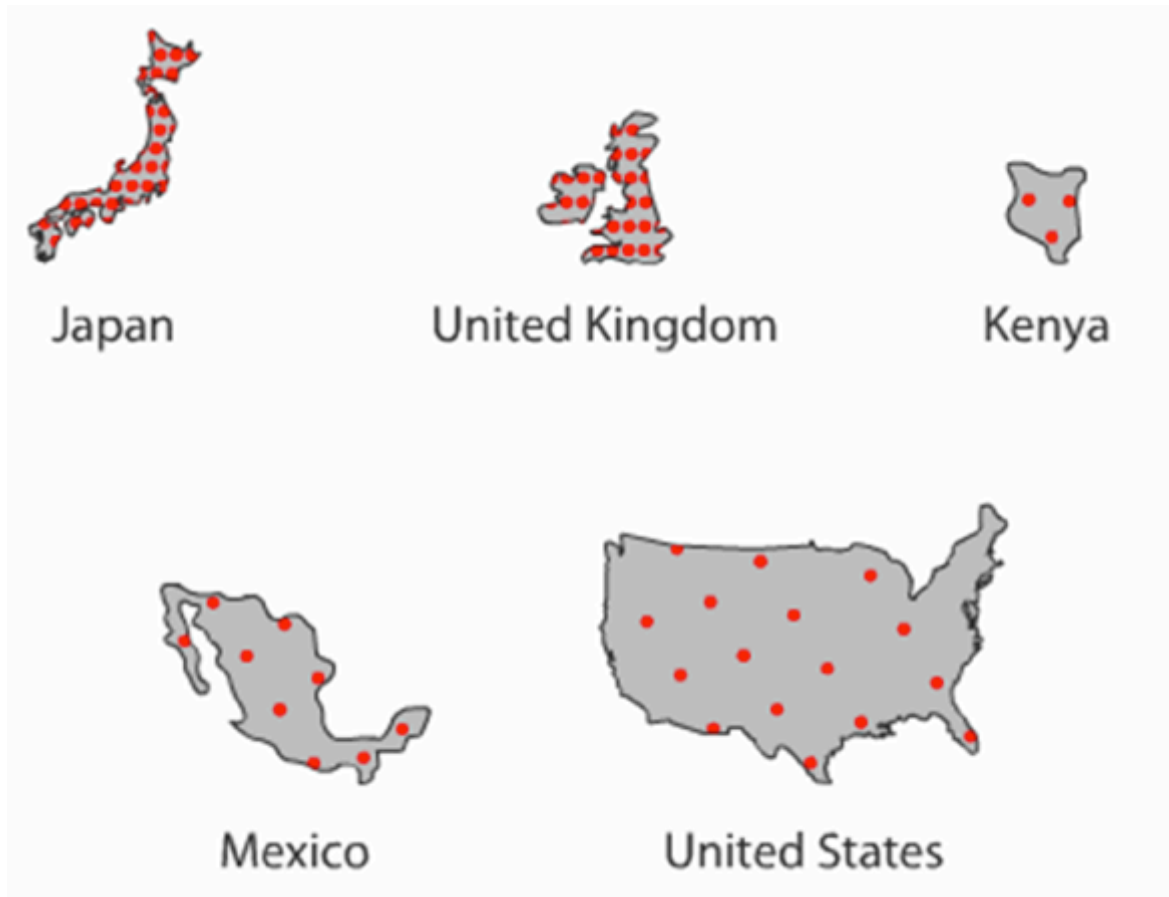 Japan
United Kingdom
Kenya
Mexico
United States